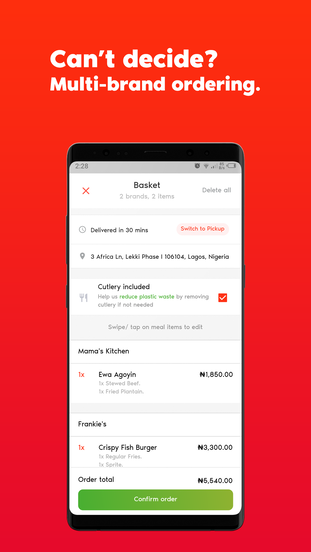 Can't decide?
Multi-brand ordering.
2:28
Basket
Delete all
2 brands, 2 items
Delivered in 30 mins
Switch to Pickup
3 Africa Ln, Lekki Phase I 106104, Lagos, Nigeria
Cutlery included
Help us reduce plastic waste by removing
cutlery if not needed
Swipe/ tap on meal items to edit
Mama's Kitchen
1x Ewa Agoyin ₦1,850.00
1x Stewed Beef.
1x Fried Plantain.
Frankie's
1x Crispy Fish Burger ₦3,300.00
1x Regular Fries.
1x Sprite.
Order total ₦5,540.00
Confirm order